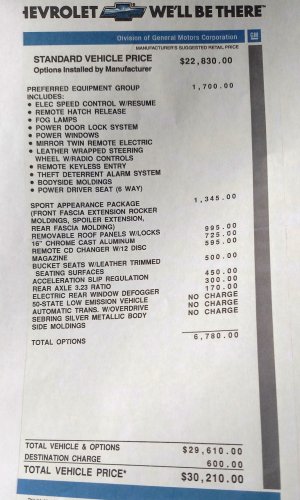 HEVROLET WE'LL BE THERE
Division of General Motors Corporation GM
MANUFACTURER'S SUGGESTED RETAIL PRICE
STANDARD VEHICLE PRICE $22,830.00
Options Installed by Manufacturer
PREFERRED EQUIPMENT GROUP 1,700.00
INCLUDES:
• ELEC SPEED CONTROL W/RESUME
• REMOTE HATCH RELEASE
• FOG LAMPS
• POWER DOOR LOCK SYSTEM
• POWER WINDOWS
• MIRROR TWIN REMOTE ELECTRIC
• LEATHER WRAPPED STEERING
WHEEL W/RADIO CONTROLS
• REMOTE KEYLESS ENTRY
• THEFT DETERRENT ALARM SYSTEM
• BODYSIDE MOLDINGS
• POWER DRIVER SEAT (6 WAY)
SPORT APPEARANCE PACKAGE 1,345.00
(FRONT FASCIA EXTENSION ROCKER
MOLDINGS, SPOILER EXTENSION,
REAR FASCIA MOLDING)
REMOVABLE ROOF PANELS W/LOCKS 995.00
16" CHROME CAST ALUMINUM 725.00
REMOTE CD CHANGER W/12 DISC 595.00
MAGAZINE
BUCKET SEATS W/LEATHER TRIMMED 500.00
SEATING SURFACES
ACCELERATION SLIP REGULATION 450.00
REAR AXLE 3.23 RATIO 300.00
ELECTRIC REAR WINDOW DEFOGGER 170.00
50-STATE LOW EMISSION VEHICLE NO CHARGE
AUTOMATIC TRANS. W/OVERDRIVE NO CHARGE
SEBRING SILVER METALLIC BODY NO CHARGE
SIDE MOLDINGS
TOTAL OPTIONS 6,780.00
TOTAL VEHICLE & OPTIONS $29,610.00
DESTINATION CHARGE 600.00
TOTAL VEHICLE PRICE* $30,210.00